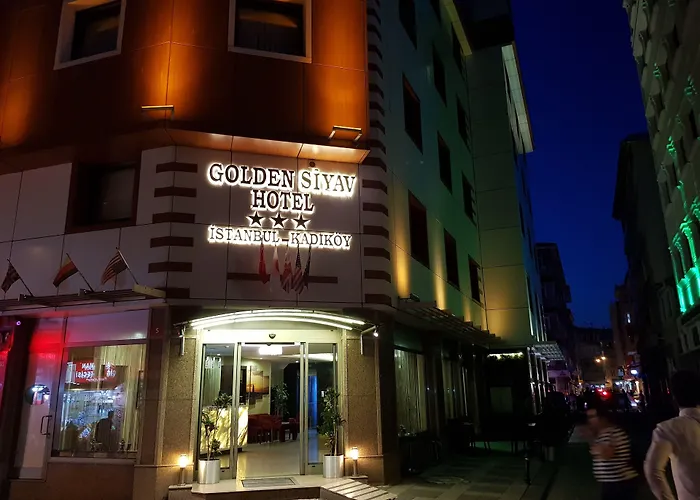 GOLDEN SİYAV
HOTEL
İSTANBUL - KADIKÖY